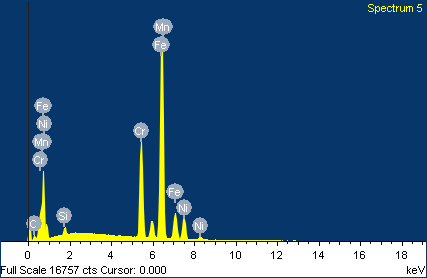 Spectrum 5
Mn
Fe
Fe
Ni
Mn
Cr
Cr
Fe
Ni
Si
C
Ni
0 2 4 6 8 10 12 14 16 18
Full Scale 16757 cts Cursor: 0.000 keV